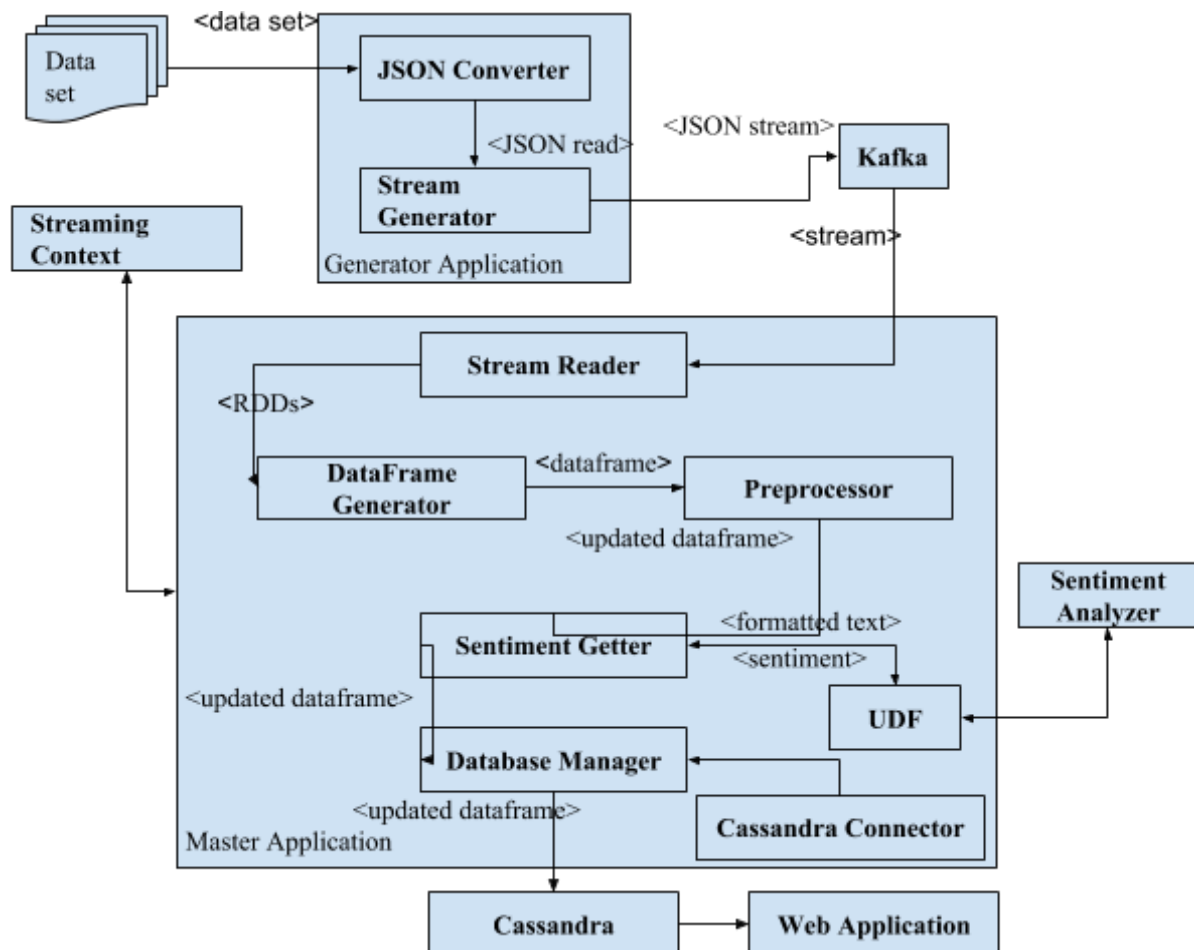 <data set>
Data
set
JSON Converter
<JSON read>
<JSON stream>
Kafka
Stream
Generator
Generator Application
Streaming
Context
<stream>
Stream Reader
<RDDs>
DataFrame
Generator
<dataframe>
Preprocessor
<updated dataframe>
Sentiment
Analyzer
Sentiment Getter
<formatted text>
<sentiment>
<updated dataframe>
UDF
Database Manager
<updated dataframe>
Cassandra Connector
Master Application
Cassandra
Web Application